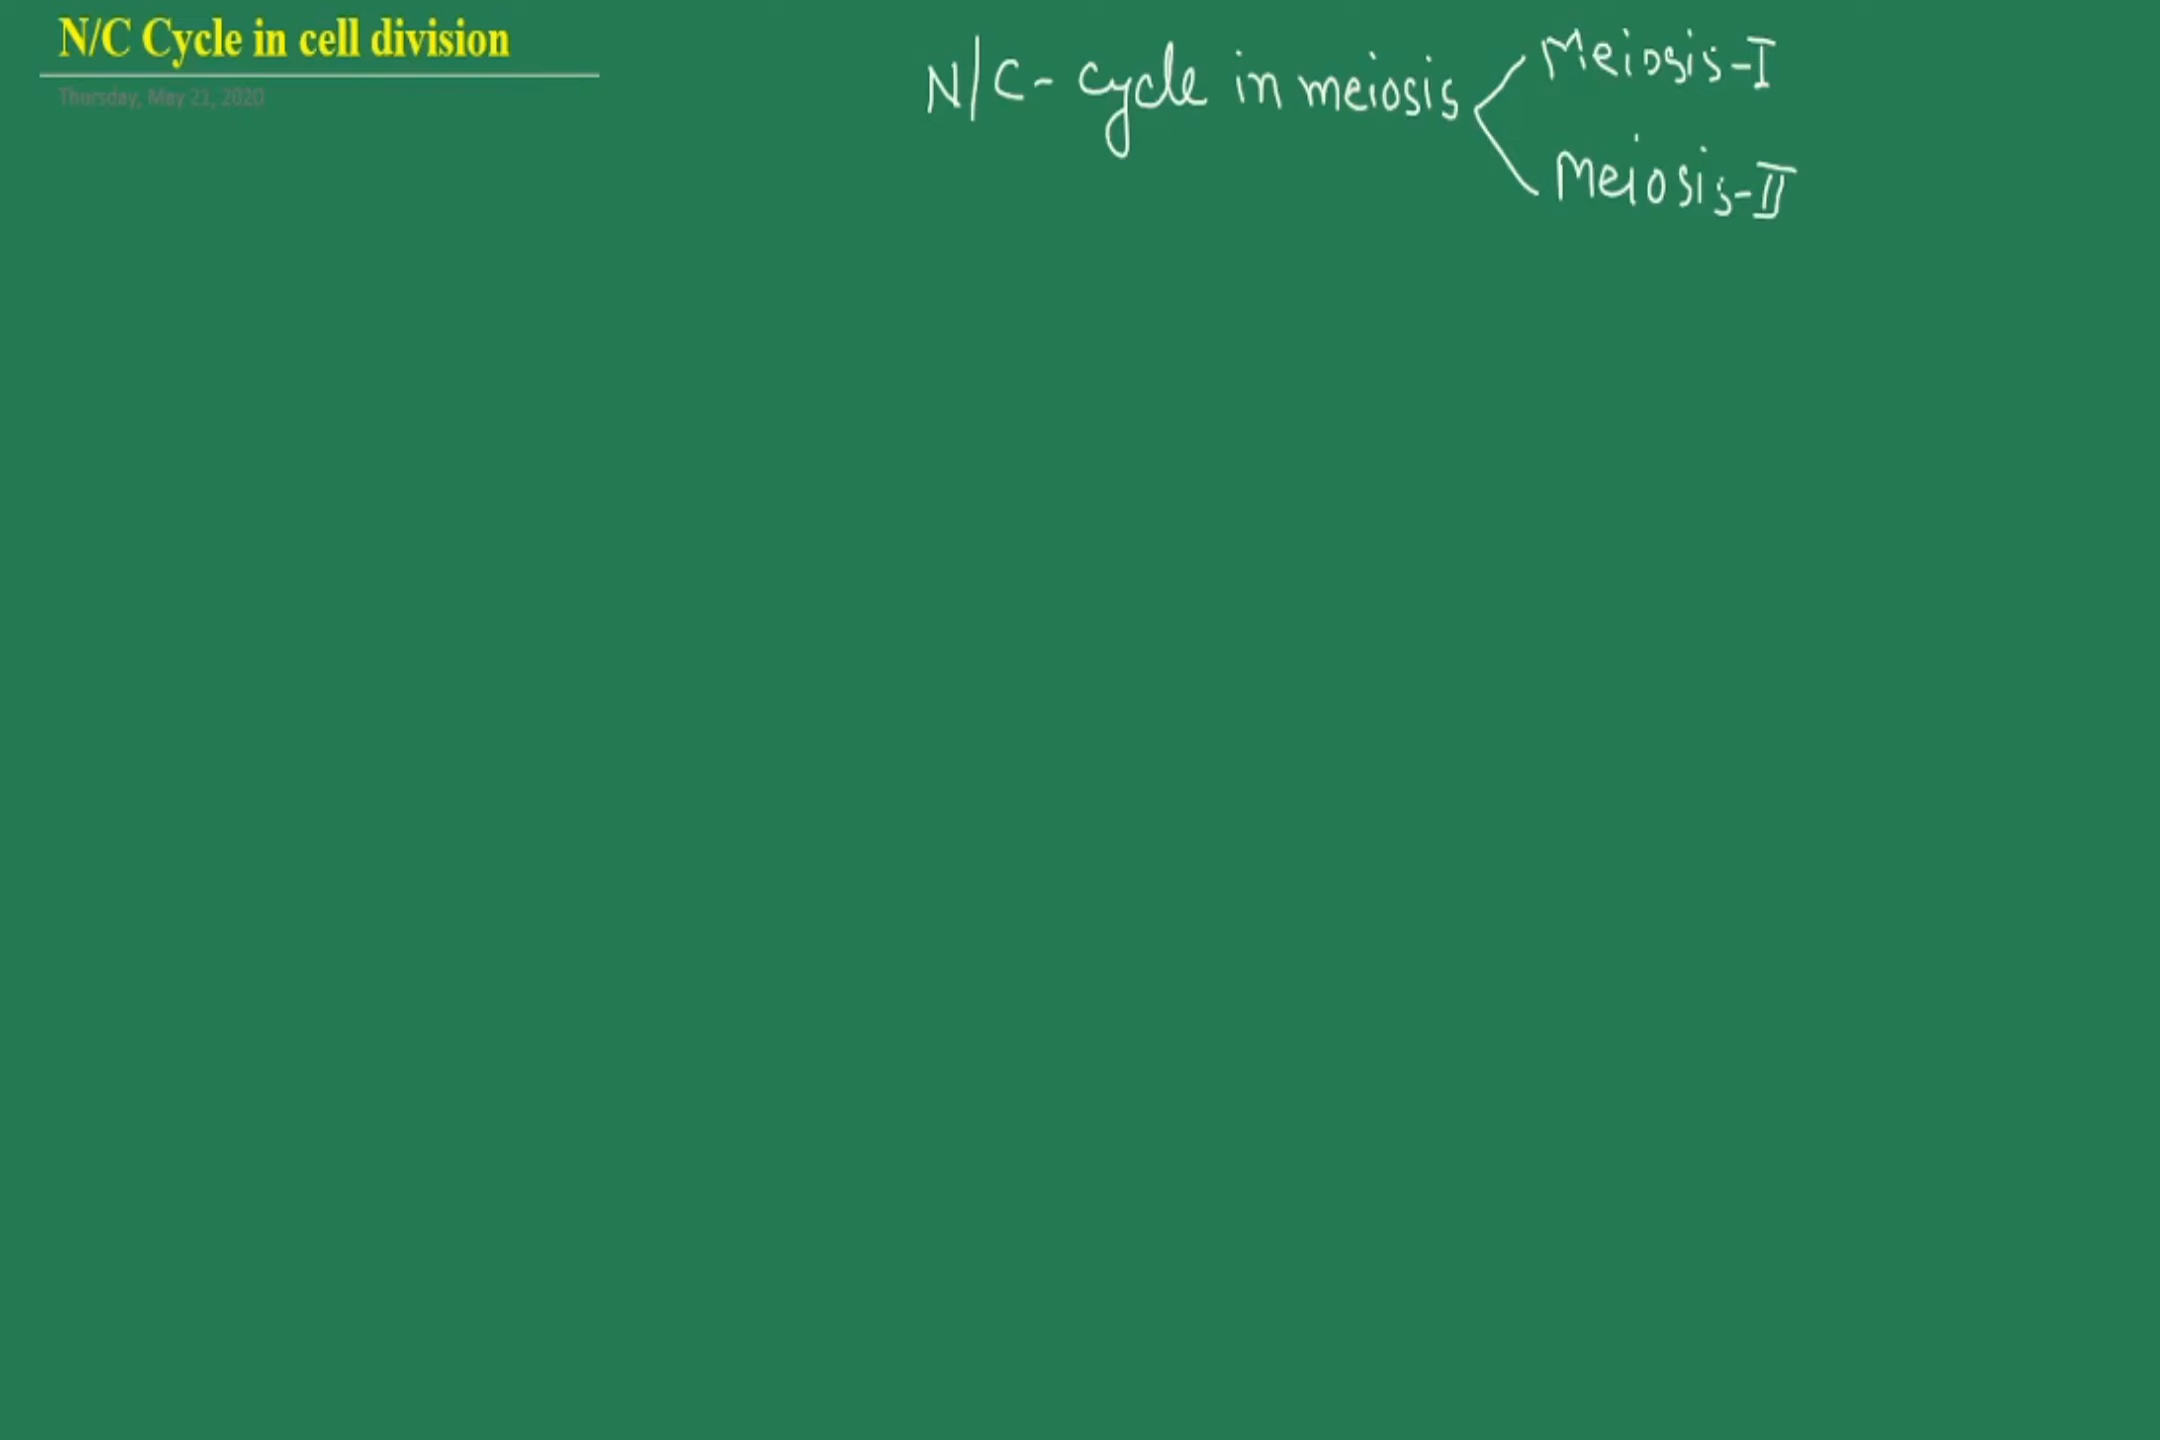 N/C Cycle in cell division
Thursday, May 21, 2020
N/C- cycle in meiosis
Meiosis-I
Meiosis-II